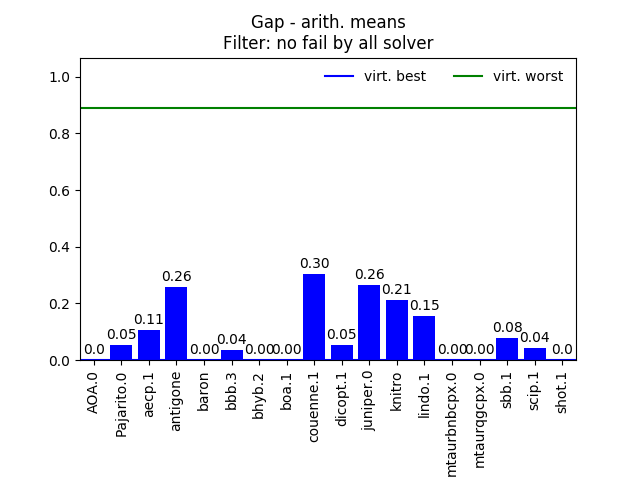 Gap - arith. means
Filter: no fail by all solver
virt. best virt. worst
1.0
0.8
0.6
0.4
0.2
0.0
0.0 0.05 0.11 0.26 0.00 0.04 0.00 0.00 0.30 0.05 0.26 0.21 0.15 0.00 0.00 0.08 0.04 0.0
AOA.0
Pajarito.0
aecp.1
antigone
baron
bbb.3
bhyb.2
boa.1
couenne.1
dicopt.1
juniper.0
knitro
lindo.1
mtaurbnbcpx.0
mtaurqgcpx.0
sbb.1
scip.1
shot.1